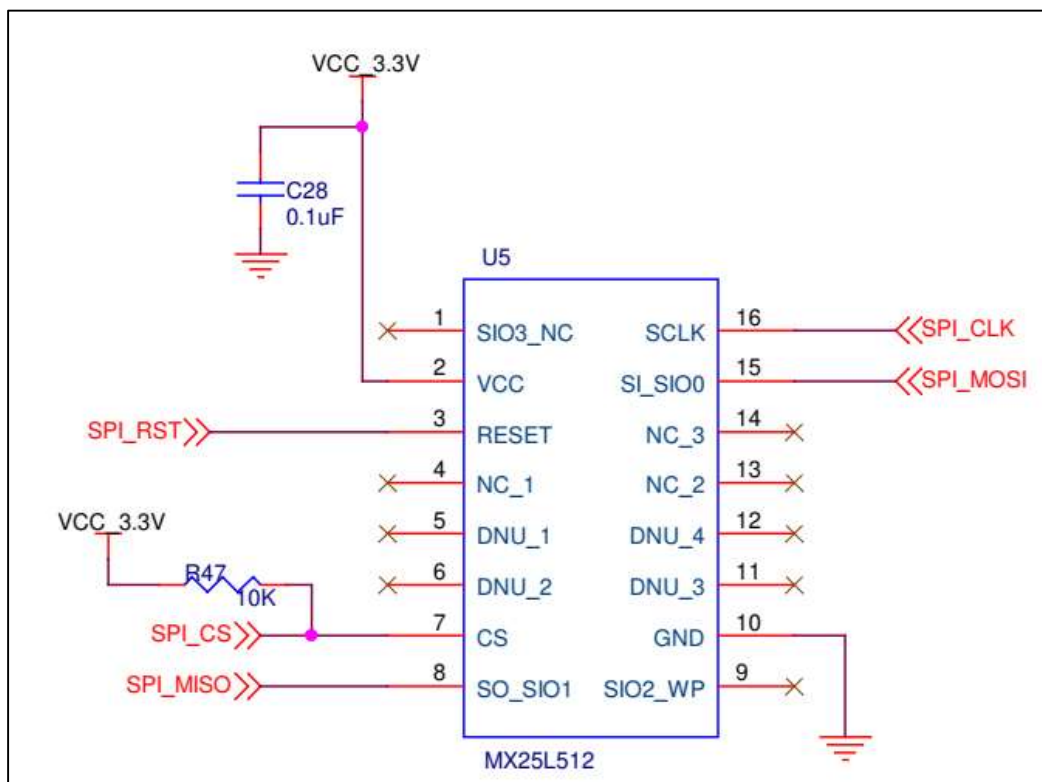 VCC_3.3V
C28
0.1uF
U5
1
SIO3_NC
SCLK
16
SPI_CLK
2
VCC
SI_SIO0
15
SPI_MOSI
SPI_RST
3
RESET
NC_3
14
4
NC_1
NC_2
13
VCC_3.3V
5
DNU_1
DNU_4
12
R47
10K
6
DNU_2
DNU_3
11
SPI_CS
7
CS
GND
10
SPI_MISO
8
SO_SIO1
SIO2_WP
9
MX25L512